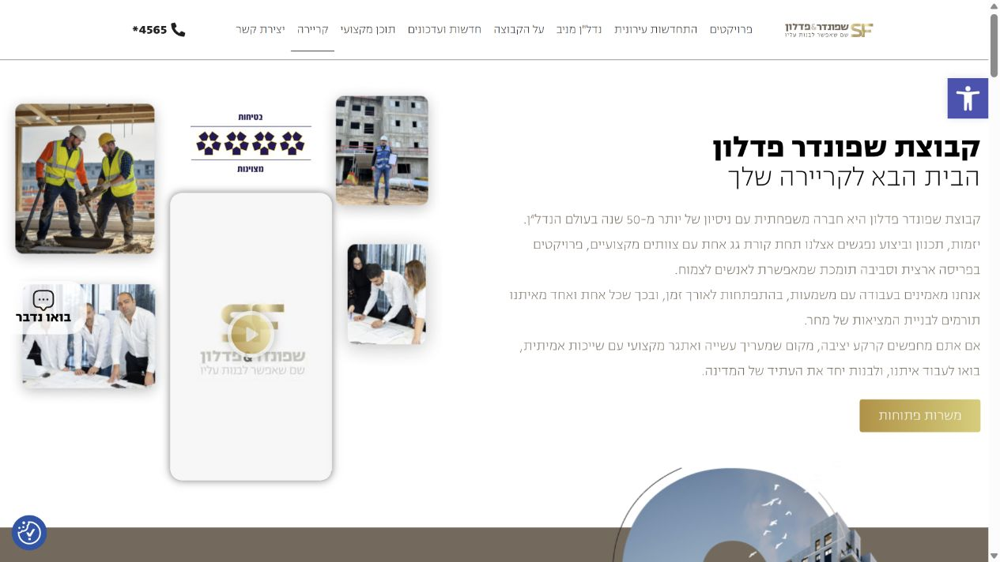 שפונדר&פדלון
שם שאפשר לבנות עליו
SF
פרויקטים
התחדשות עירונית
נדל"ן מניב
על הקבוצה
חדשות ועדכונים
תוכן מקצועי
קריירה
יצירת קשר
*4565
קבוצת שפונדר פדלון
הבית הבא לקריירה שלך
קבוצת שפונדר פדלון היא חברה משפחתית עם ניסיון של יותר מ-50 שנה בעולם הנדל״ן.
יזמות, תכנון וביצוע נפגשים אצלנו תחת קורת גג אחת עם צוותים מקצועיים, פרויקטים
בפריסה ארצית וסביבה תומכת שמאפשרת לאנשים לצמוח.
אנחנו מאמינים בעבודה עם משמעות, בהתפתחות לאורך זמן, ובכך שכל אחת ואחד מאיתנו
תורמים לבניית המציאות של מחר.
אם אתם מחפשים קרקע יציבה, מקום שמעריך עשייה ואתגר מקצועי עם שייכות אמיתית,
בואו לעבוד איתנו, ולבנות יחד את העתיד של המדינה.
משרות פתוחות
בטיחות
מצוינות
SF
שפונדר&פדלון
שם שאפשר לבנות עליו
בואו נדבר